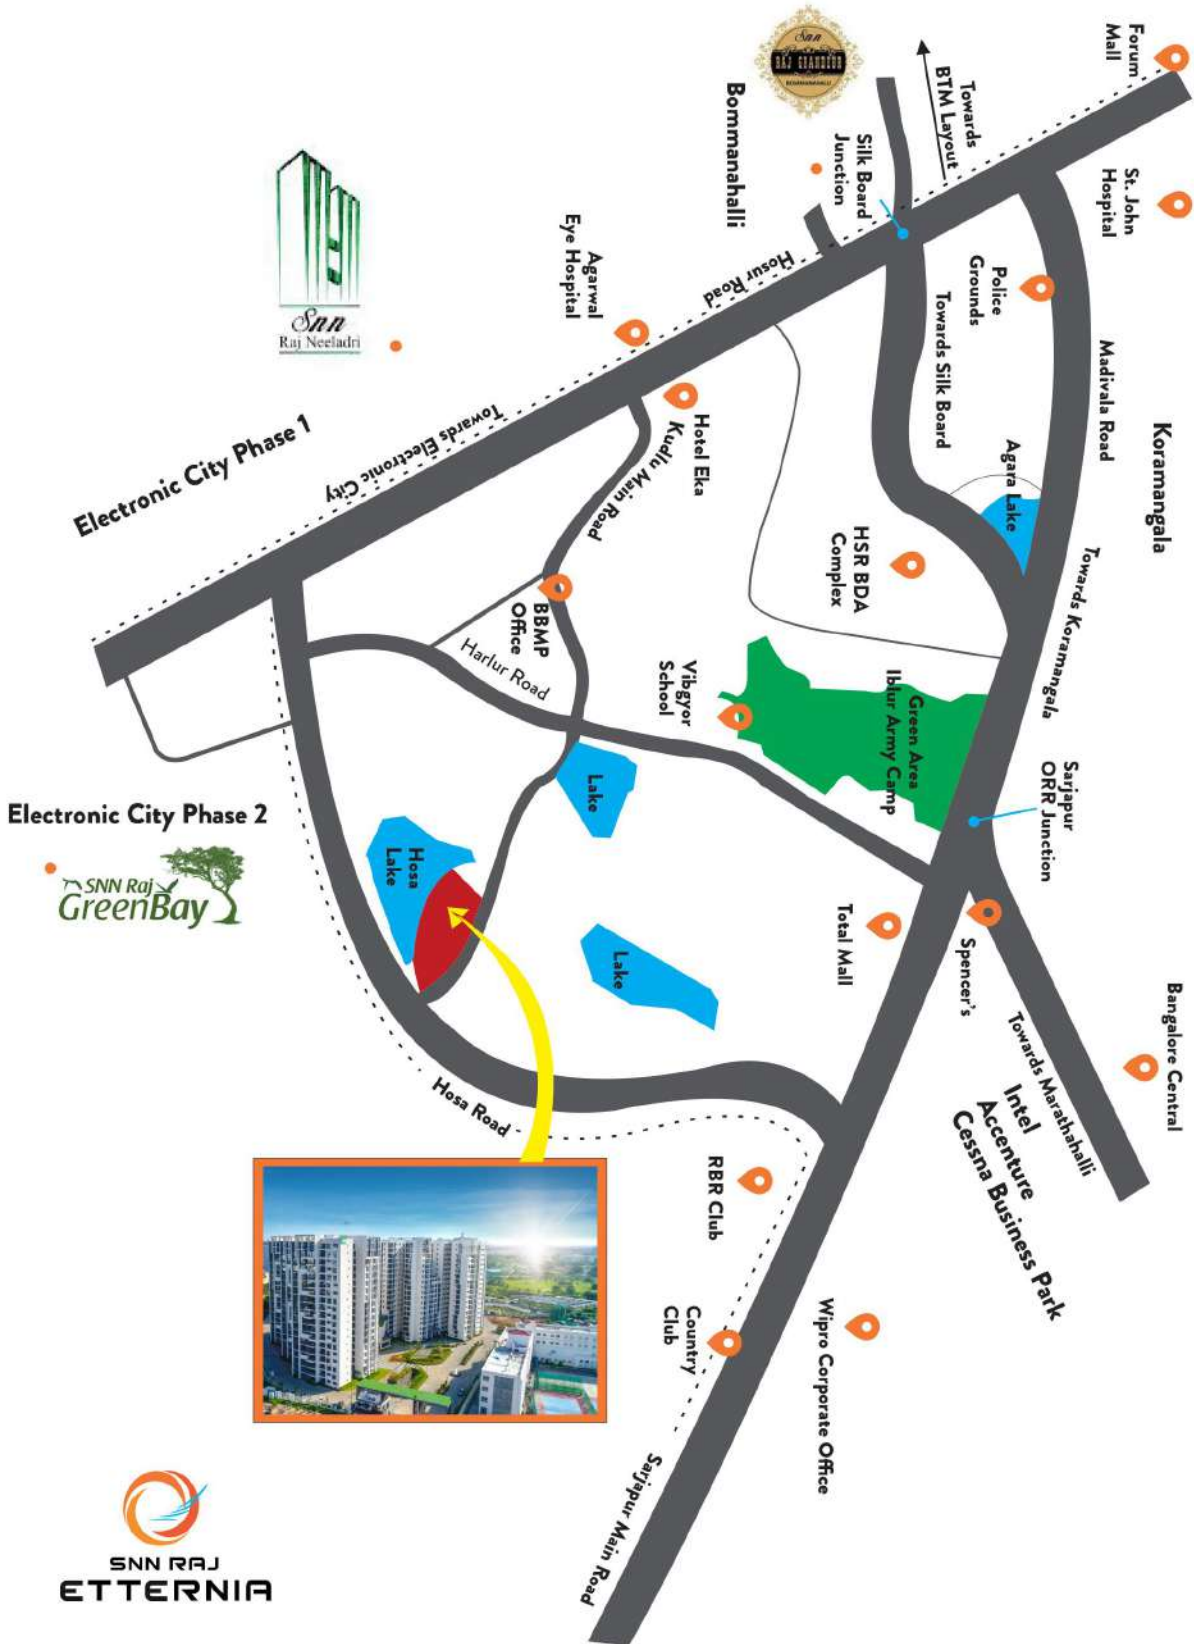 Forum
Mall
St. John
Hospital
Snn
RAJ GRANDEUR
BOMMANAHALLI
Towards
BTM Layout
Silk Board
Junction
Bommanahalli
Police
Grounds
Madivala Road
Koramangala
Agarwal
Eye Hospital
Hosur Road
Towards Silk Board
Snn
Raj Neeladri
Hotel Eka
Kudlu Main Road
Agara Lake
Towards Electronic City
Electronic City Phase 1
HSR BDA
Complex
Towards Koramangala
BBMP
Office
Harlur Road
Vibgyor
School
Green Area
Iblur Army Camp
Sarjapur
ORR Junction
Electronic City Phase 2
SNN Raj
GreenBay
Lake
Hosa
Lake
Lake
Total Mall
Spencer's
Bangalore Central
Towards Marathahalli
Intel
Accenture
Cessna Business Park
Hosa Road
RBR Club
Country
Club
Wipro Corporate Office
Sarjapur Main Road
SNN RAJ
ETTERNIA